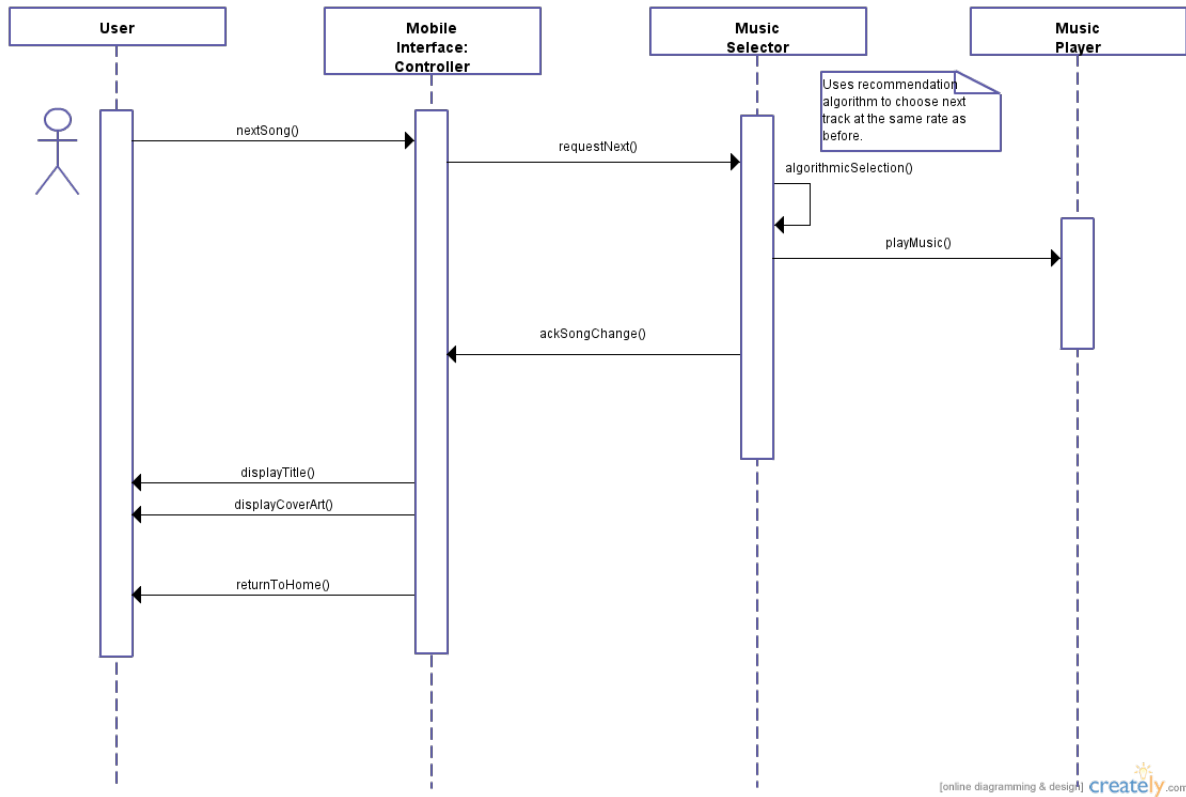 User
Mobile
Interface:
Controller
Music
Selector
Music
Player
Uses recommendation
algorithm to choose next
track at the same rate as
before.
nextSong()
requestNext()
algorithmicSelection()
playMusic()
ackSongChange()
displayTitle()
displayCoverArt()
returnToHome()
[online diagramming & design] creately.com